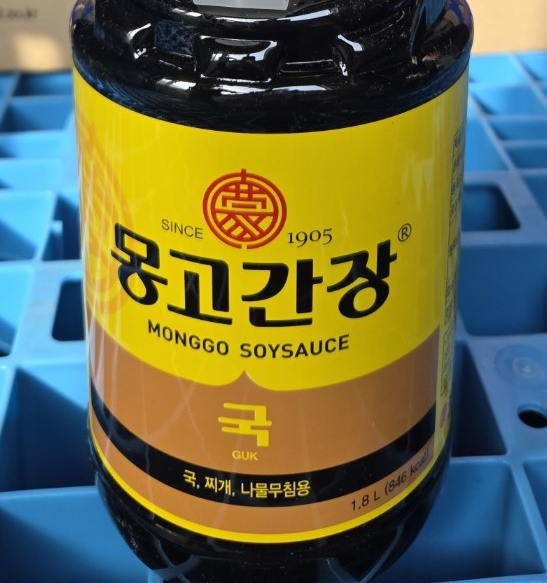 SINCE 1905
몽고간장®
MONGGO SOYSAUCE
국
GUK
국, 찌개, 나물무침용
1.8 L (846 kcal)